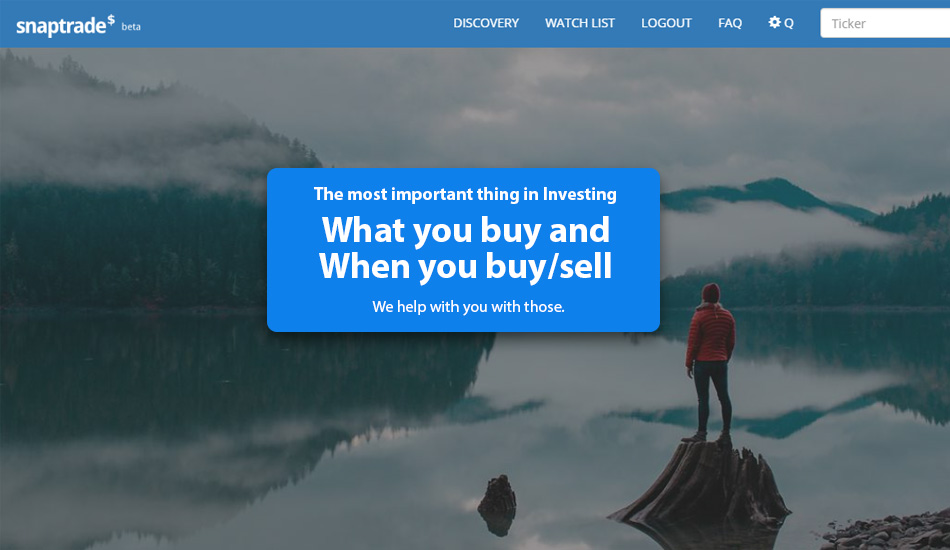 snaptrade$ beta
DISCOVERY WATCH LIST LOGOUT FAQ Q Ticker
The most important thing in Investing
What you buy and
When you buy/sell
We help with you with those.